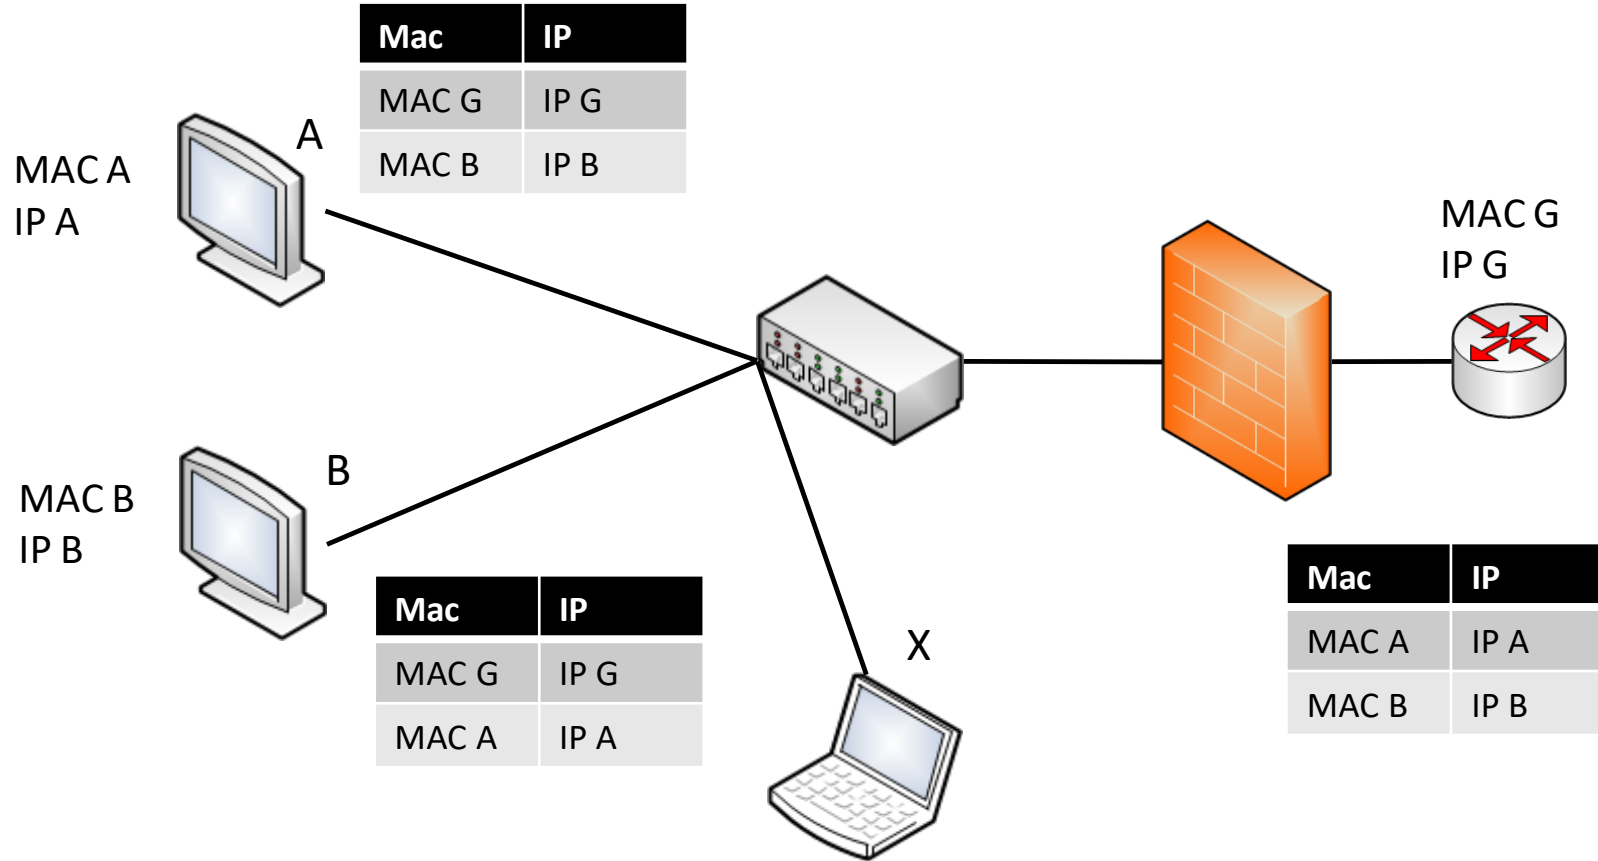 Mac IP
MAC G IP G
MAC B IP B
A
MAC A
IP A
MAC G
IP G
B
MAC B
IP B
Mac IP
MAC G IP G
MAC A IP A
X
Mac IP
MAC A IP A
MAC B IP B